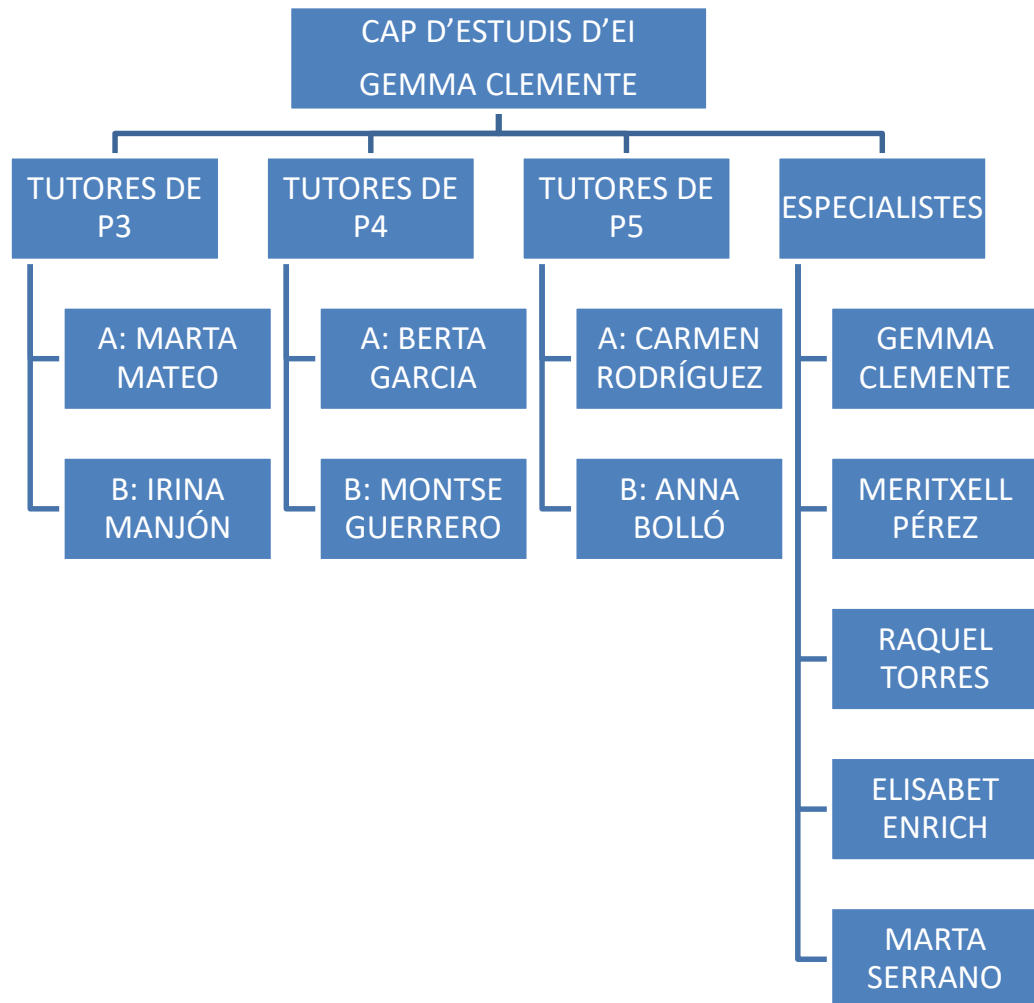 CAP D’ESTUDIS D’EI
GEMMA CLEMENTE
TUTORES DE
P3
A: MARTA
MATEO
B: IRINA
MANJÓN
TUTORES DE
P4
A: BERTA
GARCIA
B: MONTSE
GUERRERO
TUTORES DE
P5
A: CARMEN
RODRÍGUEZ
B: ANNA
BOLLÓ
ESPECIALISTES
GEMMA
CLEMENTE
MERITXELL
PÉREZ
RAQUEL
TORRES
ELISABET
ENRICH
MARTA
SERRANO